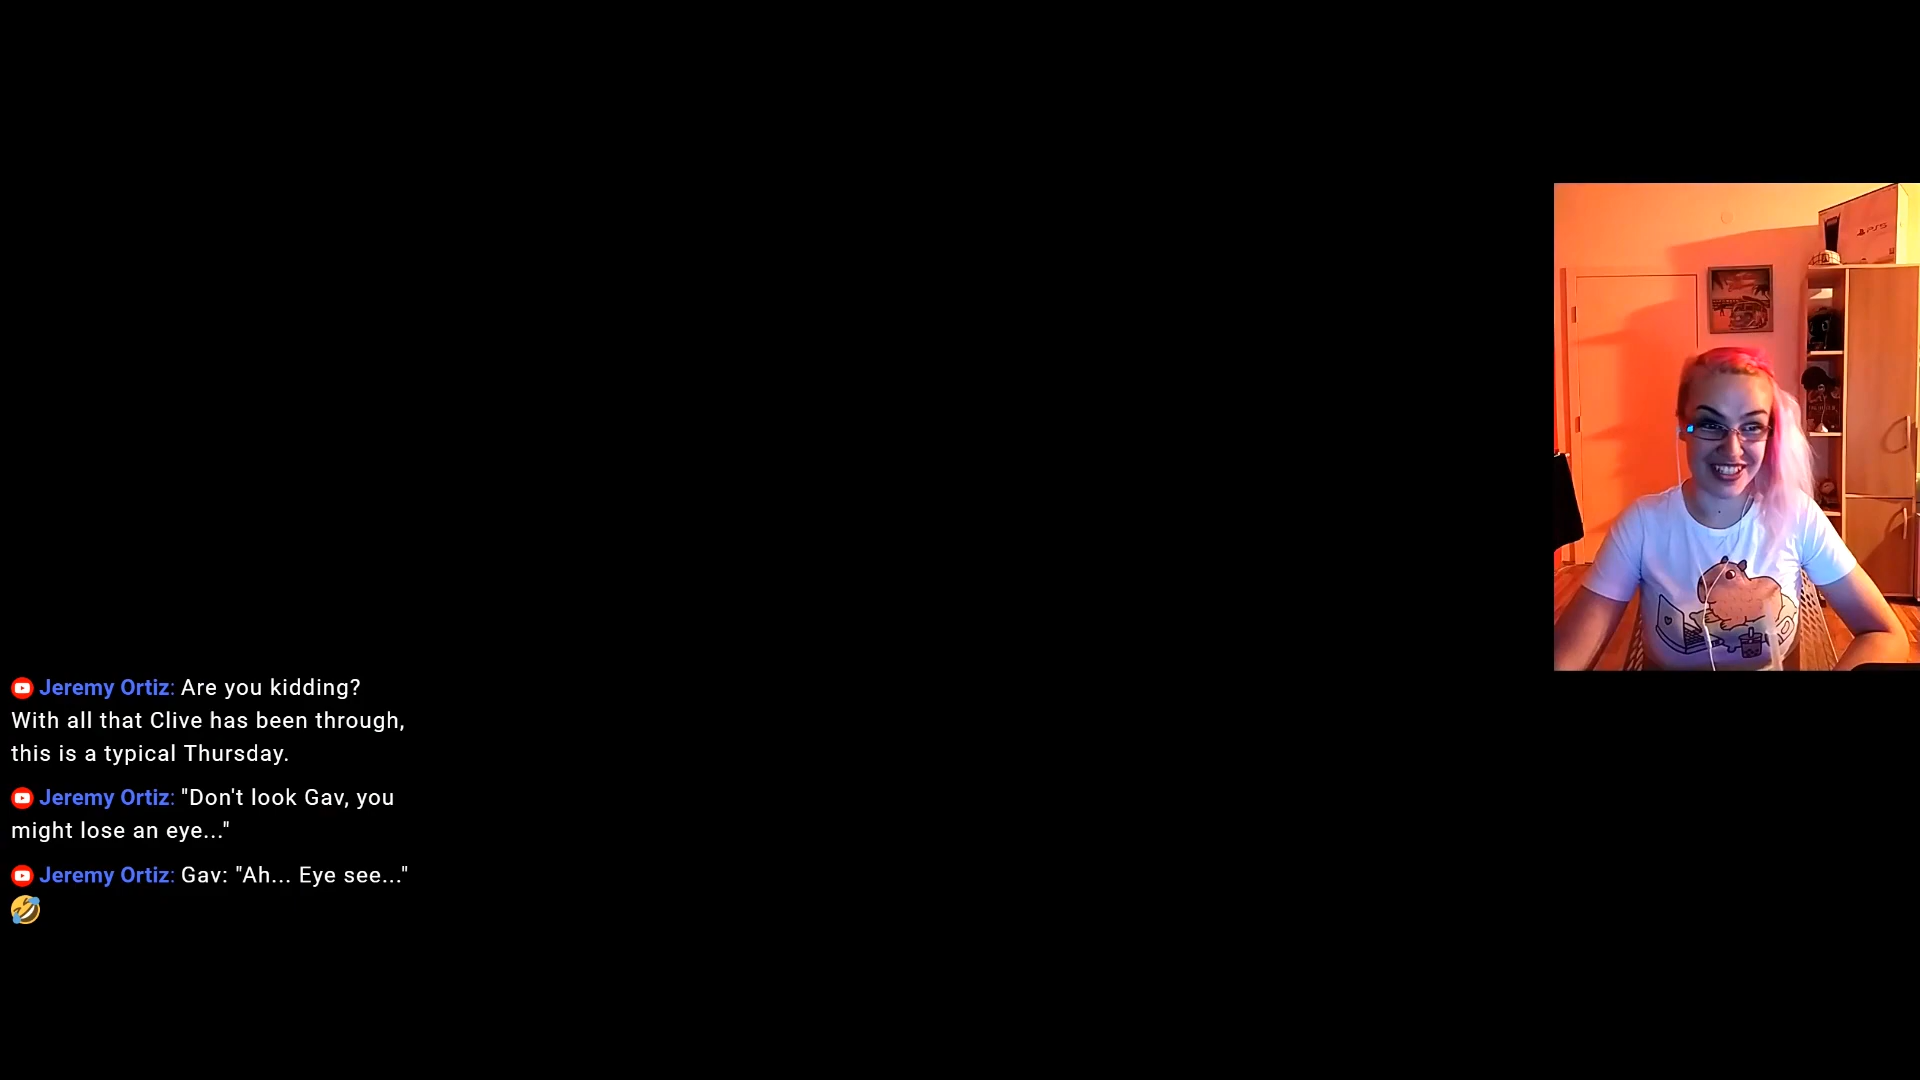 PS5
Jeremy Ortiz: Are you kidding?
With all that Clive has been through,
this is a typical Thursday.
Jeremy Ortiz: "Don't look Gav, you
might lose an eye..."
Jeremy Ortiz: Gav: "Ah... Eye see..."
🤣